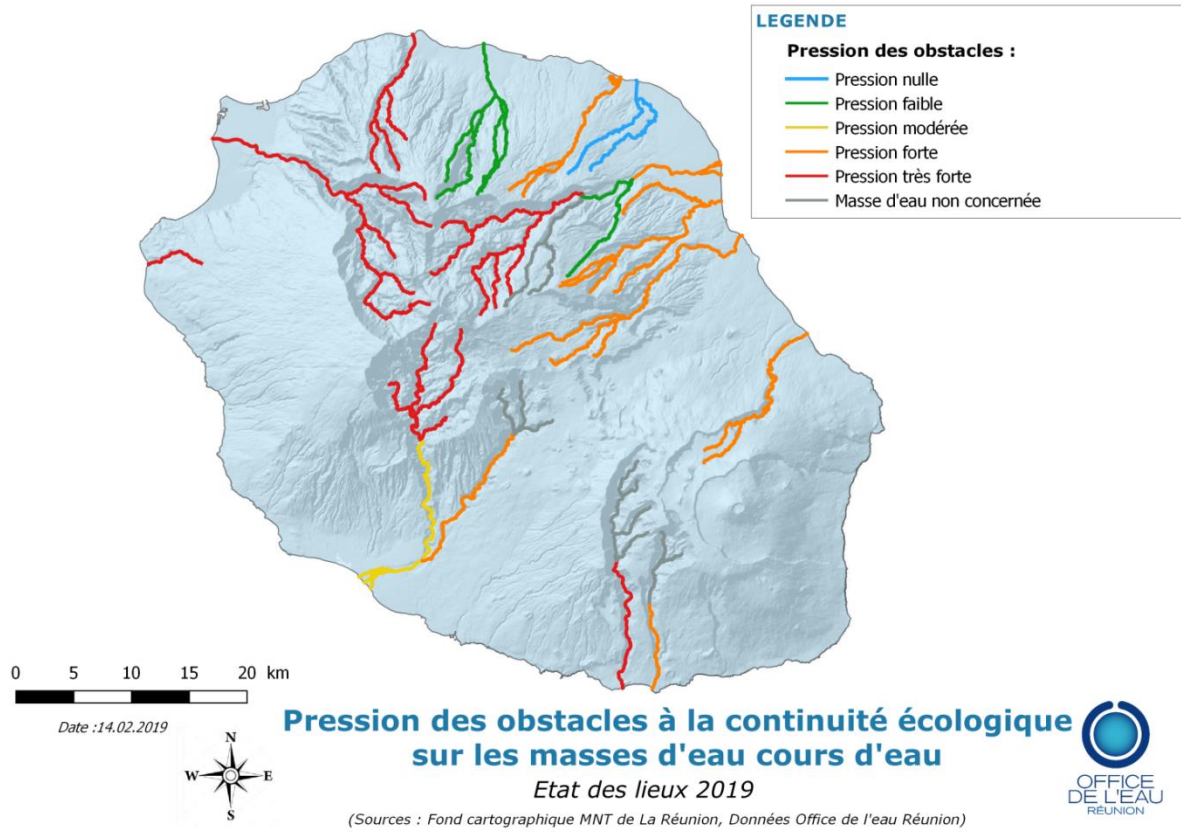 LEGENDE
Pression des obstacles :
Pression nulle
Pression faible
Pression modérée
Pression forte
Pression très forte
Masse d'eau non concernée
0 5 10 15 20 km
Date :14.02.2019
N
W E
S
Pression des obstacles à la continuité écologique
sur les masses d'eau cours d'eau
Etat des lieux 2019
(Sources : Fond cartographique MNT de La Réunion, Données Office de l'eau Réunion)
OFFICE
DE L'EAU
RÉUNION